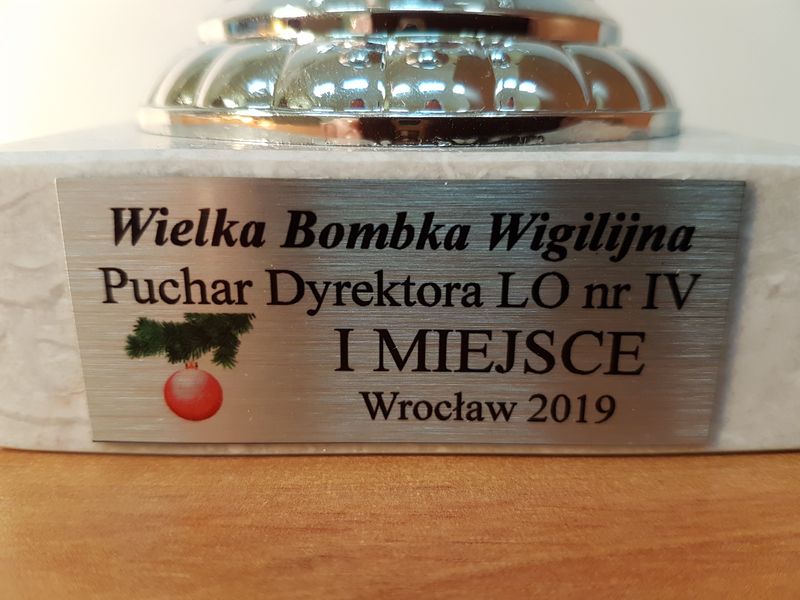 Wielka Bombka Wigilijna
Puchar Dyrektora LO nr IV
I MIEJSCE
Wrocław 2019